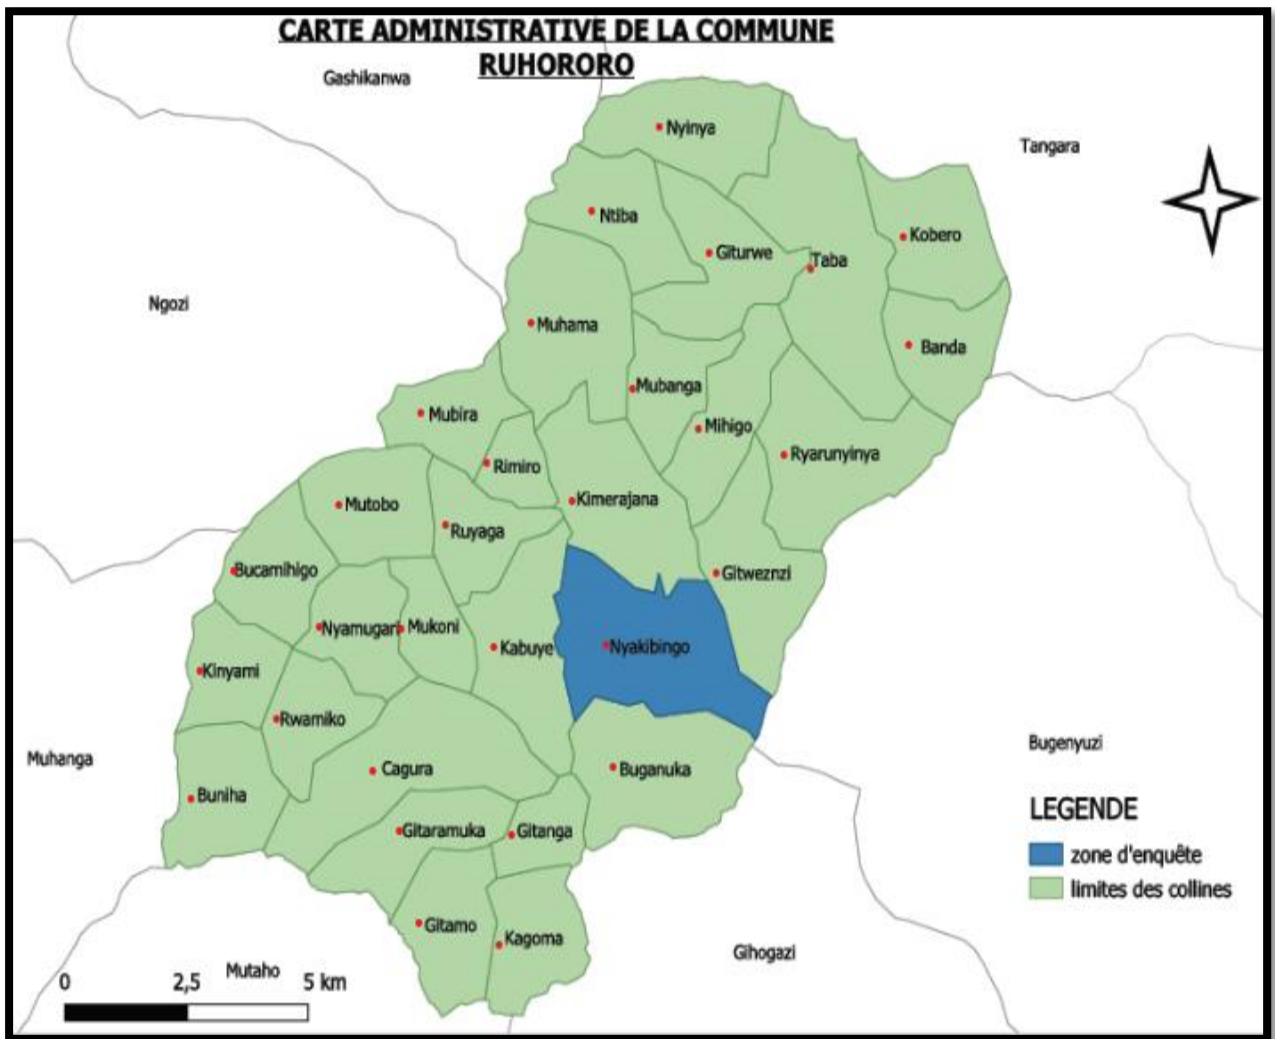 CARTE ADMINISTRATIVE DE LA COMMUNE
RUHORORO
Gashikanwa
Nyinya
Tangara
Ntiba
Kobero
Giturwe
Taba
Ngozi
Muhama
Banda
Mubanga
Mubira
Mihigo
Ryarunyinya
Rimiro
Kimerajana
Mutobo
Ruyaga
Bucamihigo
Gitweznzi
Nyamugari
Mukoni
Kabuye
Nyakibingo
Kinyami
Rwamiko
Bugenyuzi
Muhanga
Cagura
Buganuka
Buniha
LEGENDE
Gitaramuka
Gitanga
zone d'enquête
limites des collines
Gitamo
Kagoma
Gihogazi
Mutaho
0 2,5 5 km